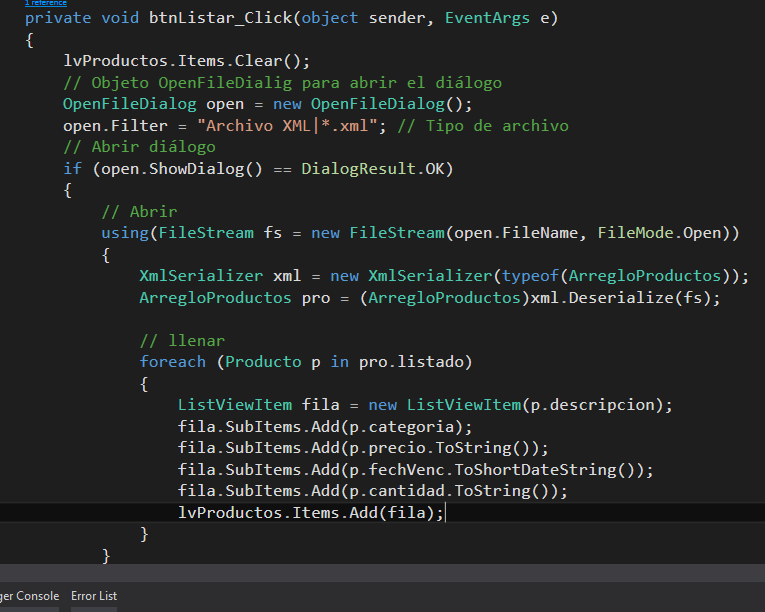 1 reference
private void btnListar_Click(object sender, EventArgs e)
{
lvProductos.Items.Clear();
// Objeto OpenFileDialig para abrir el diálogo
OpenFileDialog open = new OpenFileDialog();
open.Filter = "Archivo XML|*.xml"; // Tipo de archivo
// Abrir diálogo
if (open.ShowDialog() == DialogResult.OK)
{
// Abrir
using(FileStream fs = new FileStream(open.FileName, FileMode.Open))
{
XmlSerializer xml = new XmlSerializer(typeof(ArregloProductos));
ArregloProductos pro = (ArregloProductos)xml.Deserialize(fs);
// llenar
foreach (Producto p in pro.listado)
{
ListViewItem fila = new ListViewItem(p.descripcion);
fila.SubItems.Add(p.categoria);
fila.SubItems.Add(p.precio.ToString());
fila.SubItems.Add(p.fechVenc.ToShortDateString());
fila.SubItems.Add(p.cantidad.ToString());
lvProductos.Items.Add(fila);
}
}
ger Console Error List